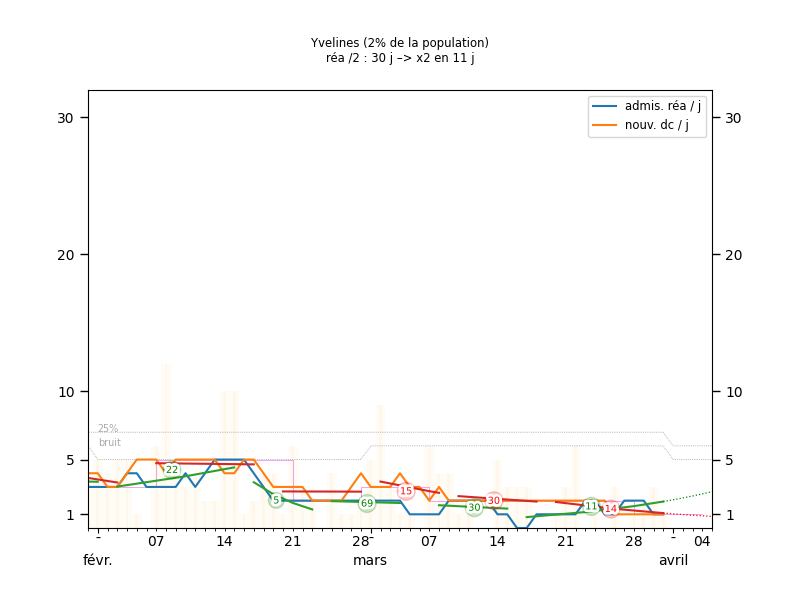 Yvelines (2% de la population)
réa /2 : 30 j –> x2 en 11 j
admis. réa / j
nouv. dc / j
30 30
20 20
10 10
25%
bruit
5 5
22
15
5
69
30
30
11
14
1 1
- 07 14 21 28 - 07 14 21 28 - 04
févr. mars avril